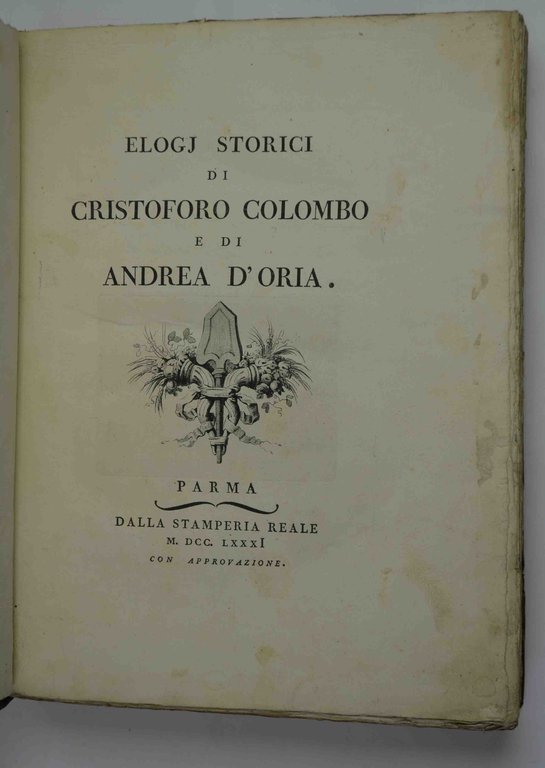 ELOGJ STORICI
DI
CRISTOFORO COLOMBO
E DI
ANDREA D'ORIA.
PARMA
DALLA STAMPERIA REALE
M. DCC. LXXXI
CON APPROVAZIONE.